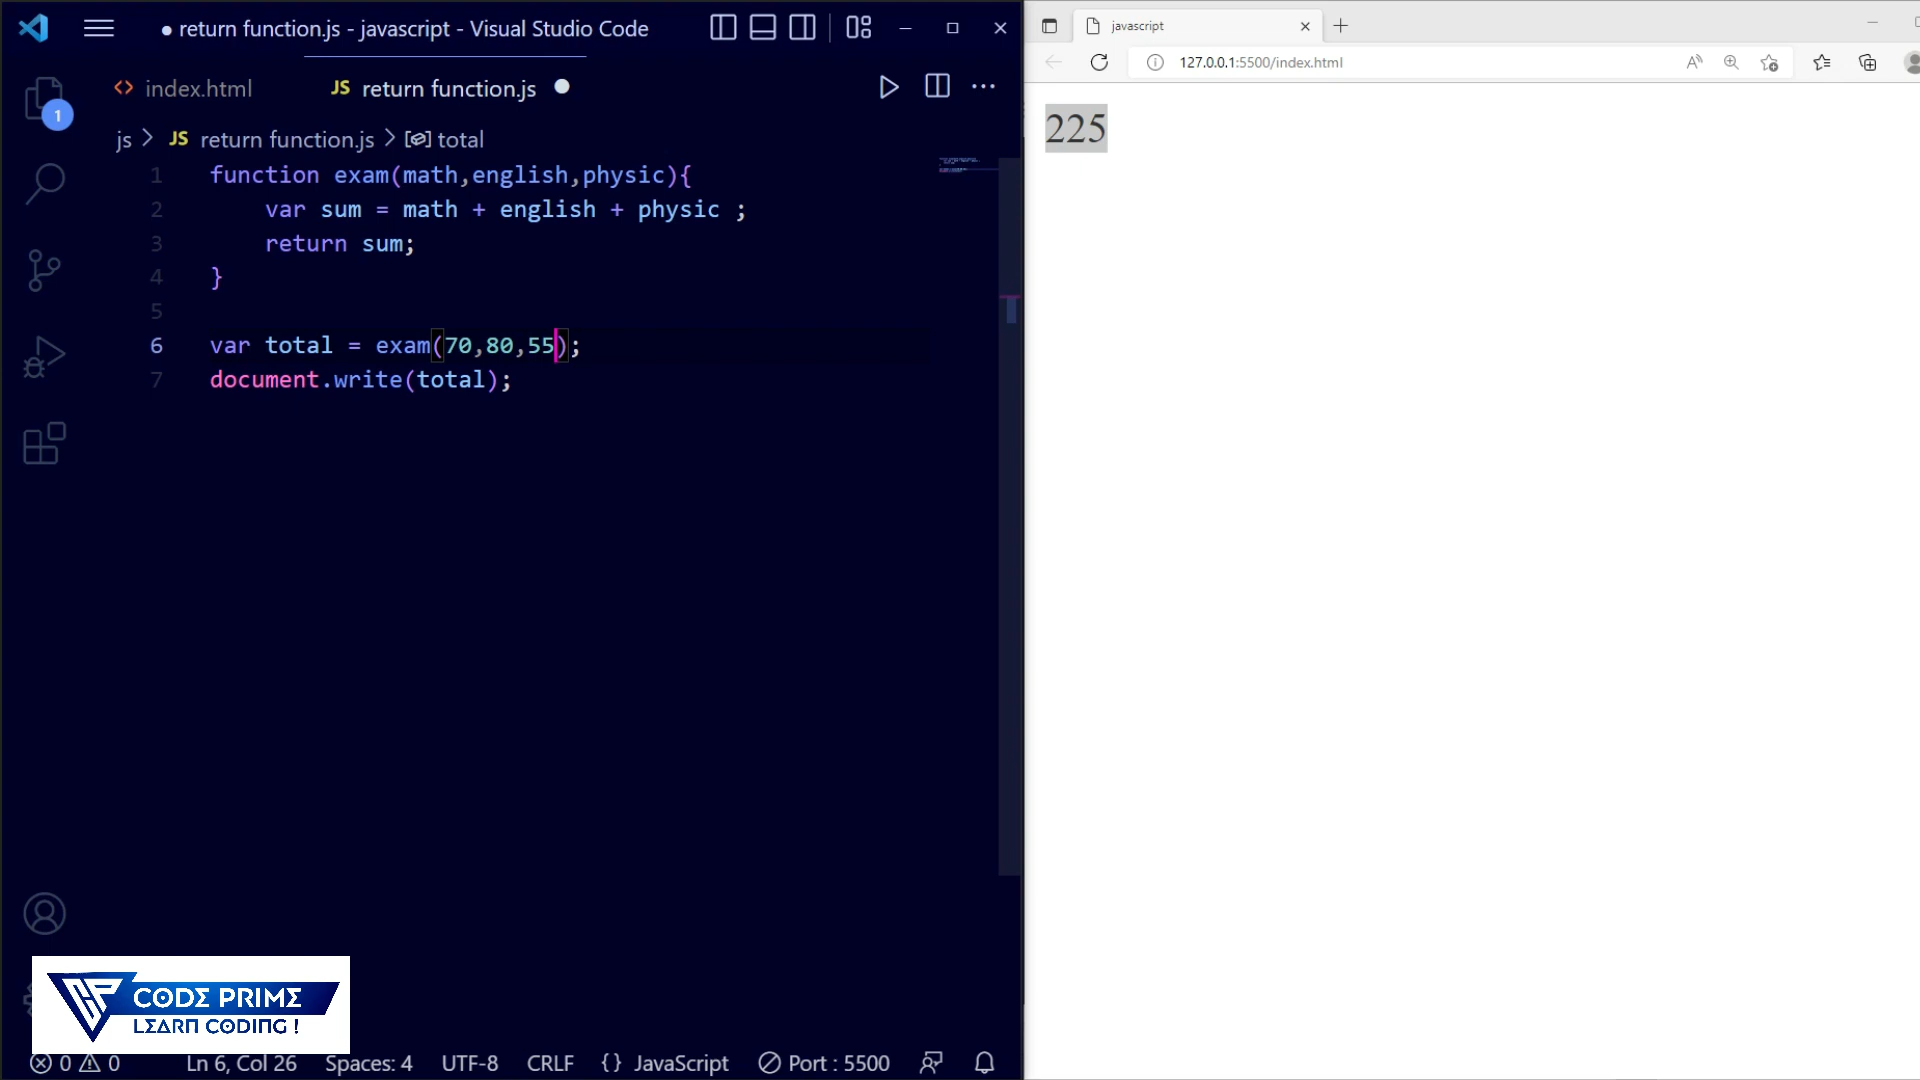 ● return function.js - javascript - Visual Studio Code
index.html
JS return function.js
1
js > JS return function.js > total
1 function exam(math,english,physic){
2     var sum = math + english + physic ;
3     return sum;
4 }
5
6 var total = exam(70,80,55);
7 document.write(total);
CODE PRIME
LEARN CODING !
0 0 Ln 6, Col 26 Spaces: 4 UTF-8 CRLF {} JavaScript Port : 5500
javascript
127.0.0.1:5500/index.html
225